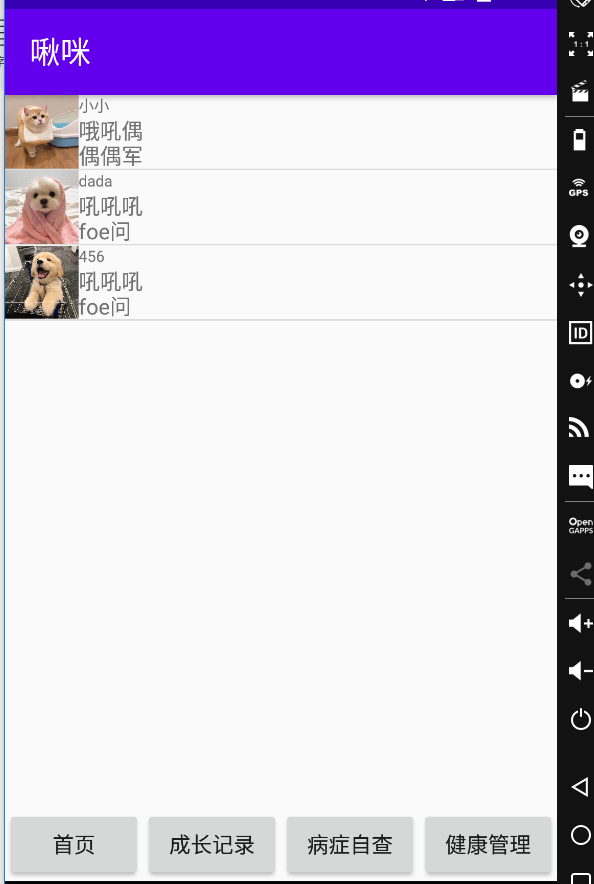 啾咪
小小
哦吼偶
偶偶军
dada
吼吼吼
foe问
456
吼吼吼
foe问
首页
成长记录
病症自查
健康管理
1:1
GPS
ID
Open
GAPPS